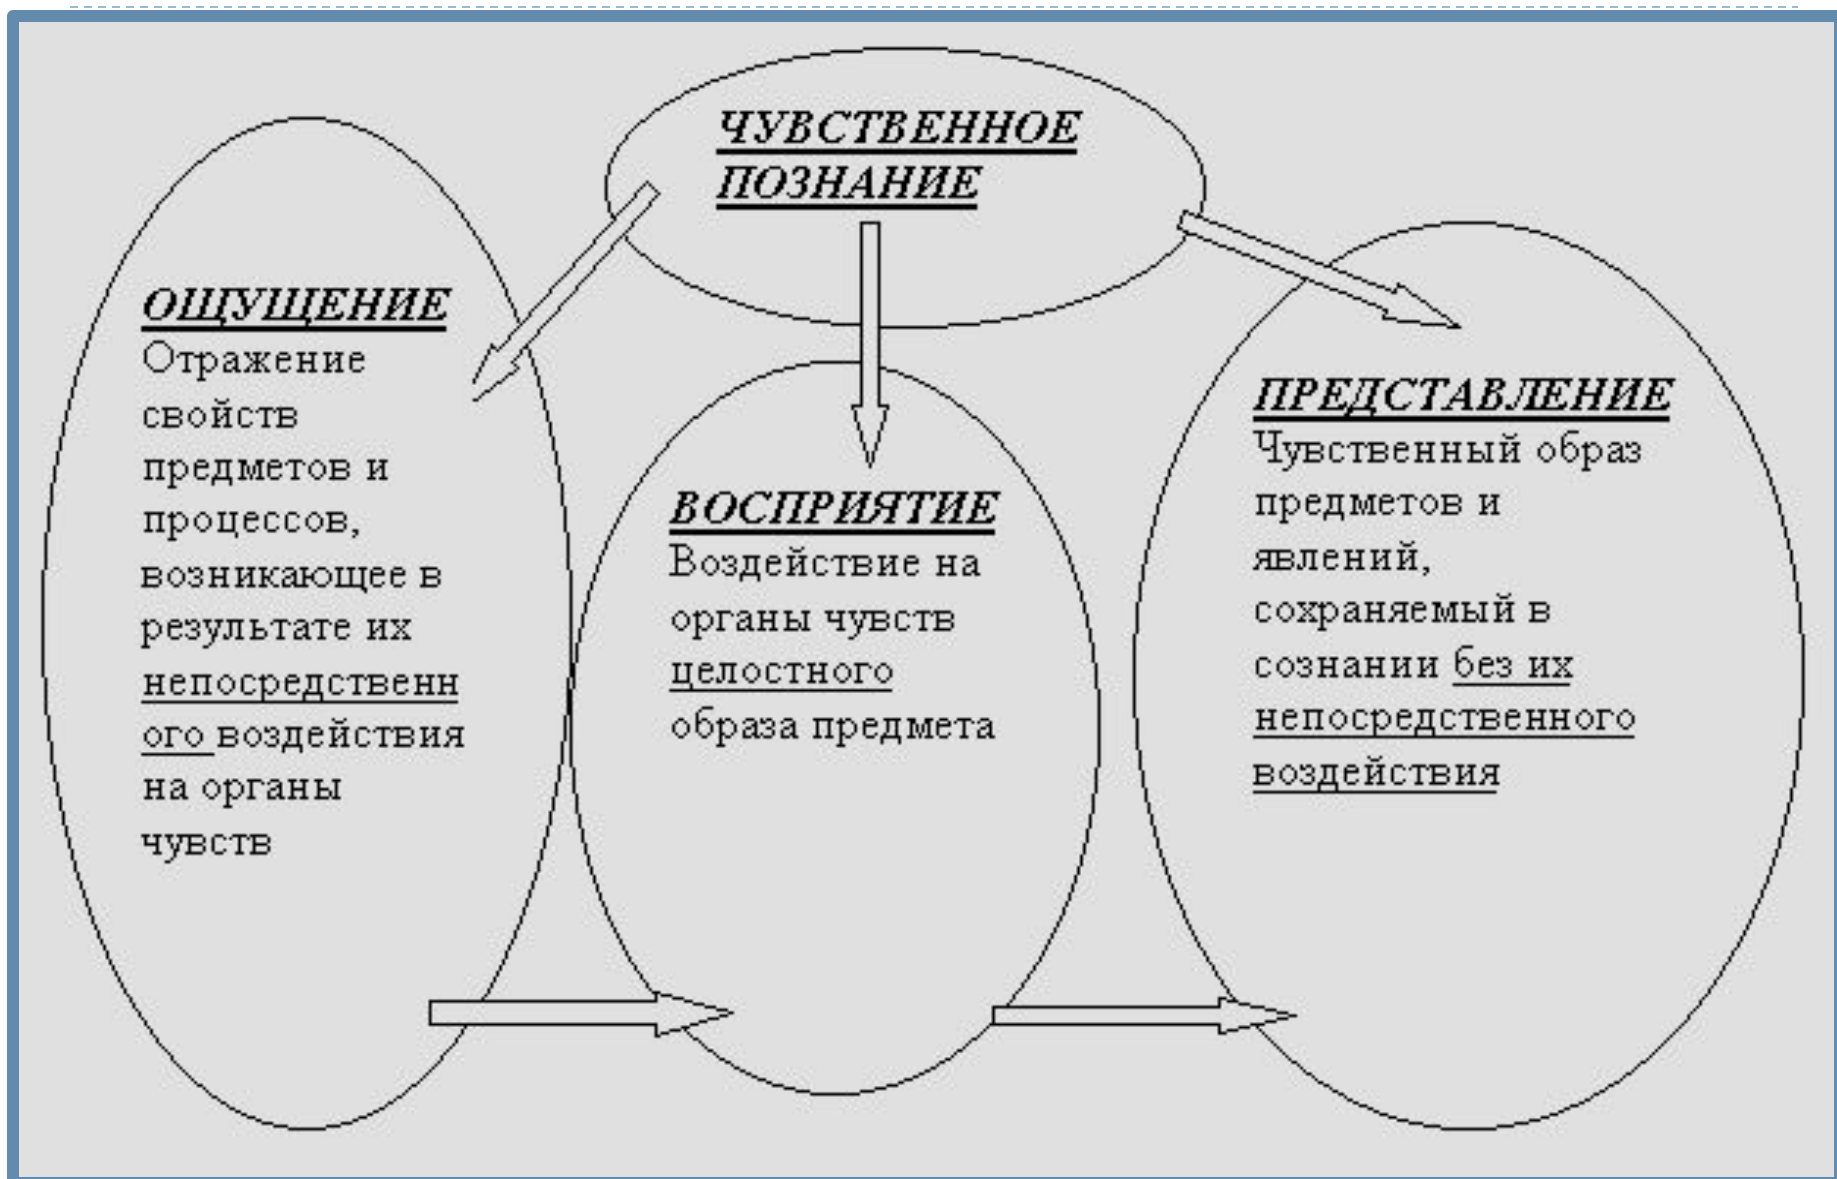 ЧУВСТВЕННОЕ
ПОЗНАНИЕ
ОЩУЩЕНИЕ
Отражение
свойств
предметов и
процессов,
возникающее в
результате их
непосредственн
ого воздействия
на органы
чувств
ВОСПРИЯТИЕ
Воздействие на
органы чувств
целостного
образа предмета
ПРЕДСТАВЛЕНИЕ
Чувственный образ
предметов и
явлений,
сохраняемый в
сознании без их
непосредственного
воздействия